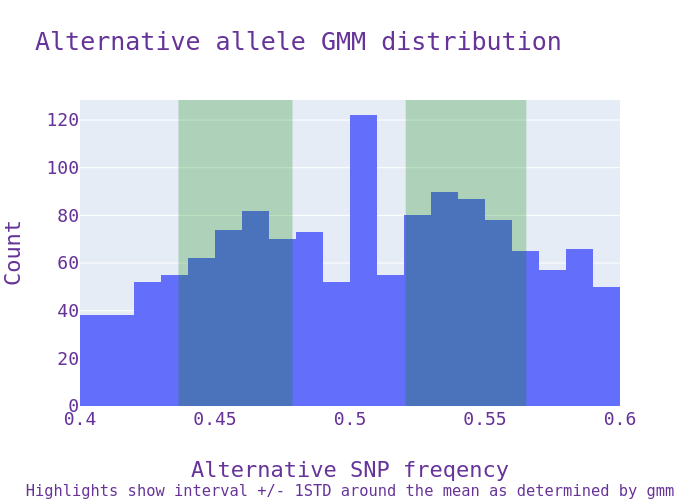 Alternative allele GMM distribution
120
100
80
60
40
20
0
Count
0.4 0.45 0.5 0.55 0.6
Alternative SNP freqency
Highlights show interval +/- 1STD around the mean as determined by gmm